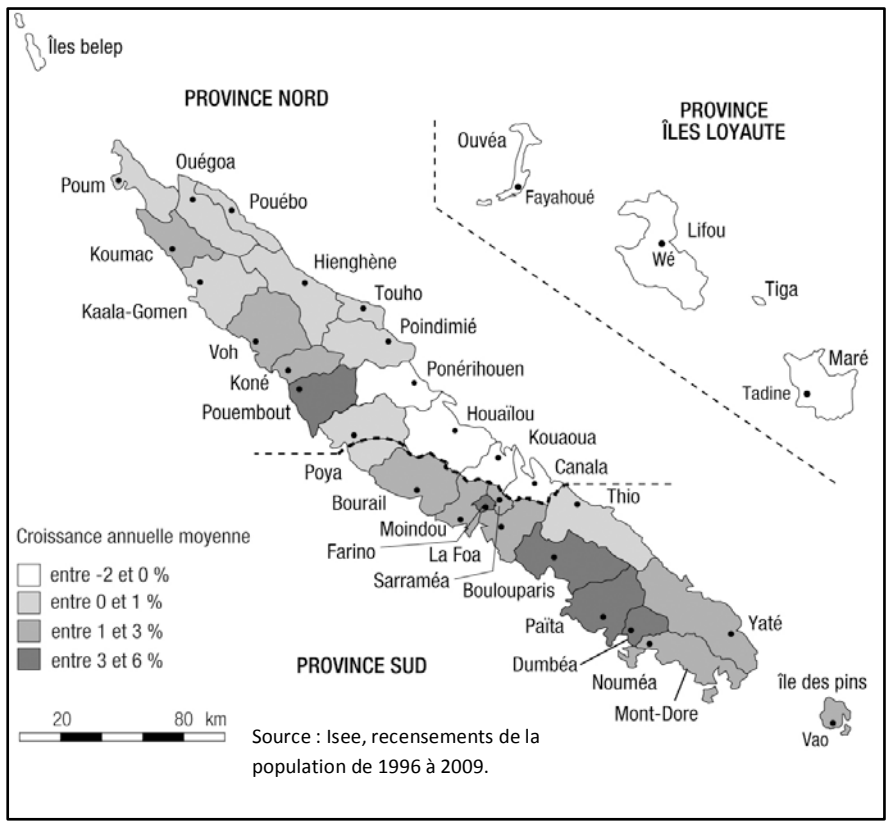 Îles belep
PROVINCE NORD
PROVINCE
ÎLES LOYAUTE
Ouvéa
Fayahoué
Lifou
Wé
Tiga
Maré
Tadine
Ouégoa
Poum
Pouébo
Koumac
Hienghène
Kaala-Gomen
Touho
Poindimié
Voh
Ponérihouen
Koné
Pouembout
Houaïlou
Kouaoua
Poya
Canala
Bourail
Thio
Moindou
Farino
La Foa
Sarraméa
Boulouparis
Païta
Yaté
Dumbéa
Nouméa
Mont-Dore
île des pins
Vao
PROVINCE SUD
Croissance annuelle moyenne
entre -2 et 0 %
entre 0 et 1 %
entre 1 et 3 %
entre 3 et 6 %
20 80 km
Source : Isee, recensements de la
population de 1996 à 2009.